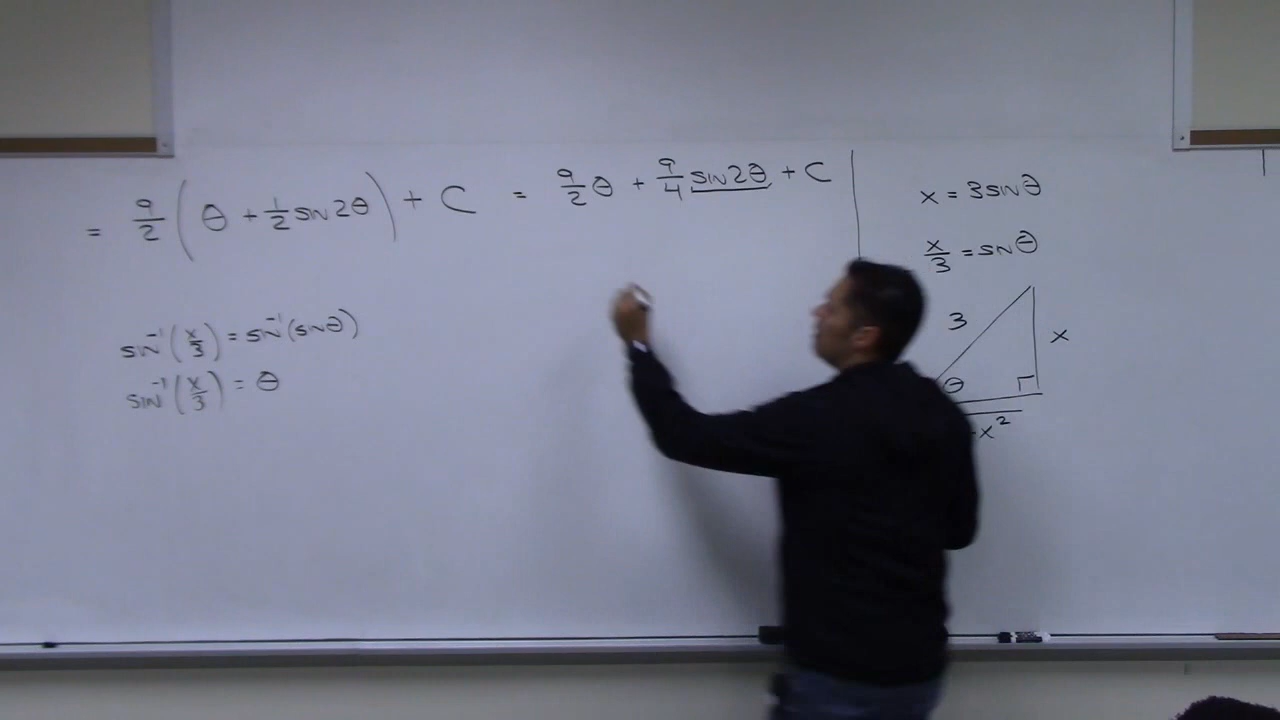 = 9/2 (θ + 1/2 sin 2θ) + C = 9/2 θ + 9/4 sin 2θ + C
sin⁻¹(x/3) = sin⁻¹(sin θ)
sin⁻¹(x/3) = θ
x = 3 sin θ
x/3 = sin θ
3
x
θ
- x²